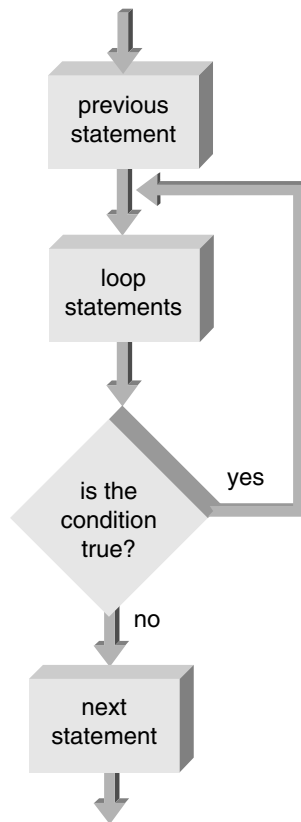 previous
statement
loop
statements
is the
condition
true?
yes
no
next
statement